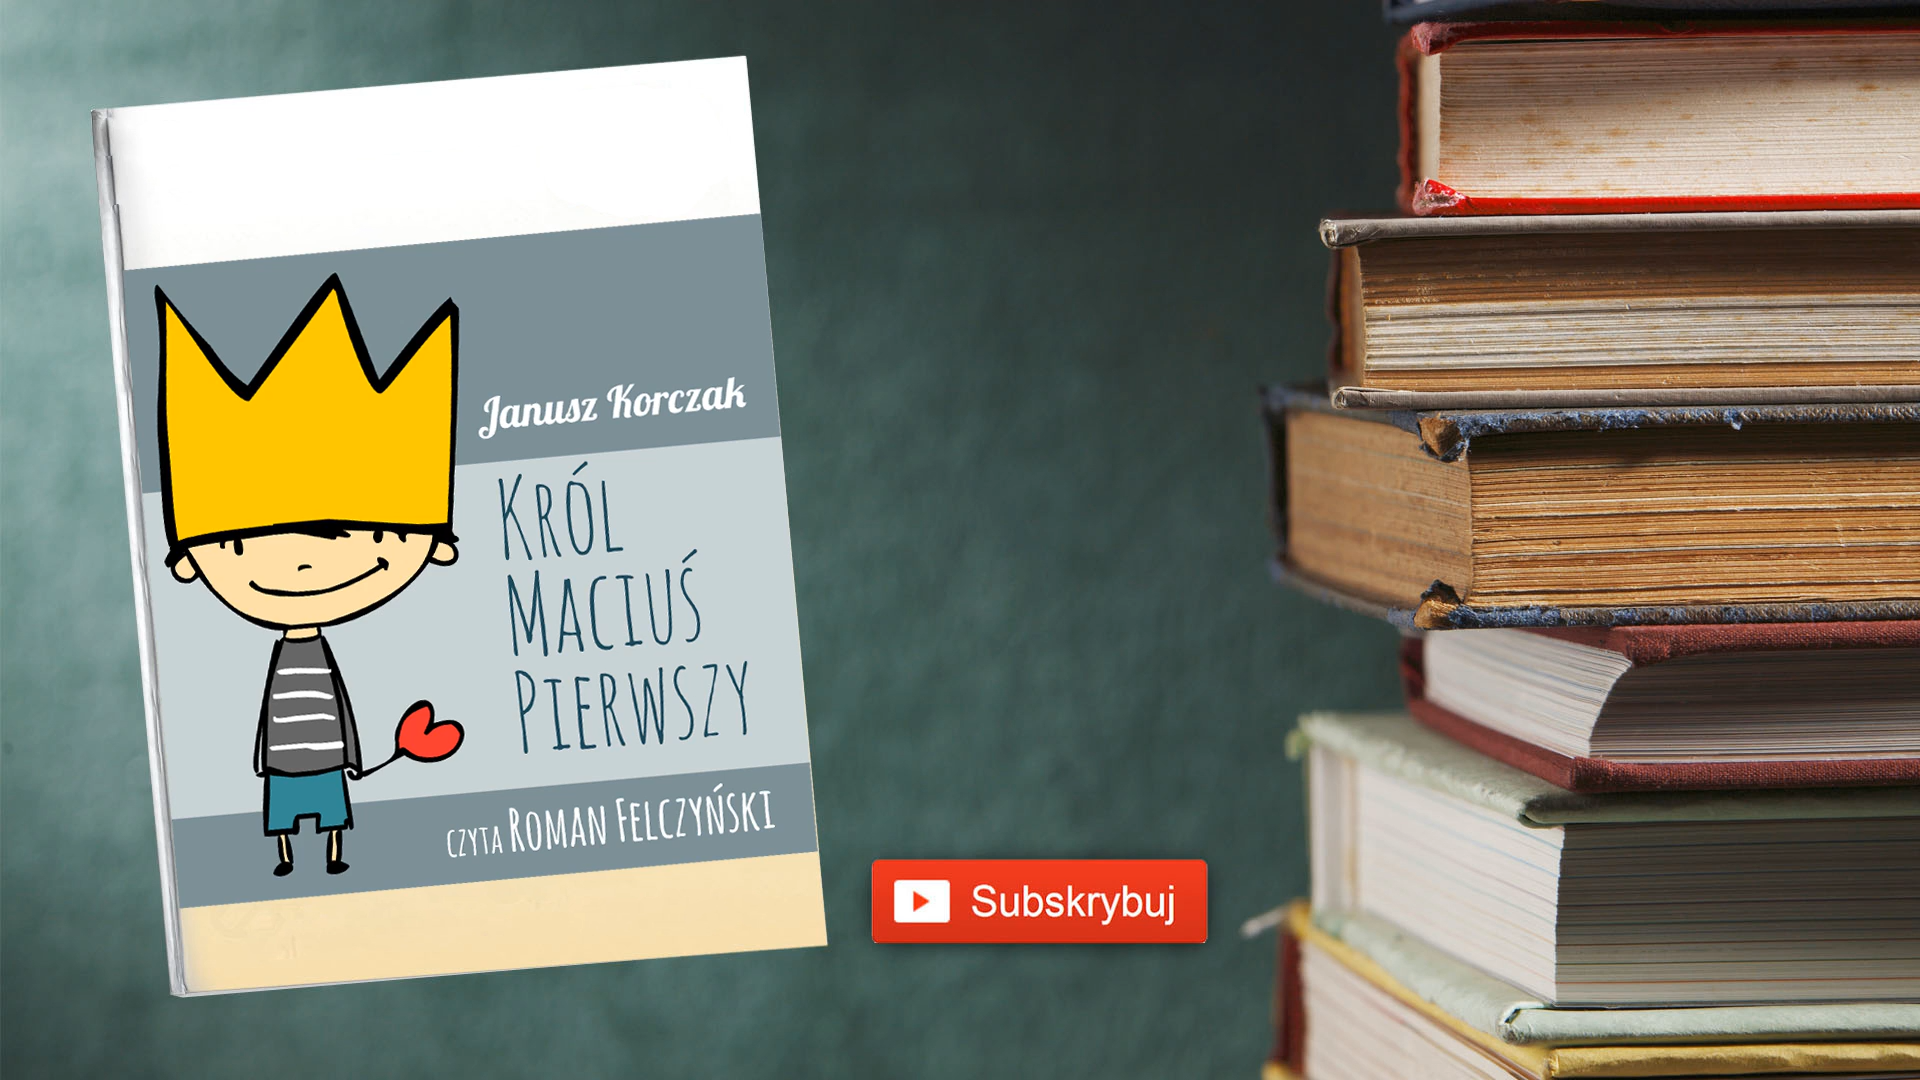 Janusz Korczak
Król
Maciuś
Pierwszy
czyta Roman Felczyński
Subskrybuj